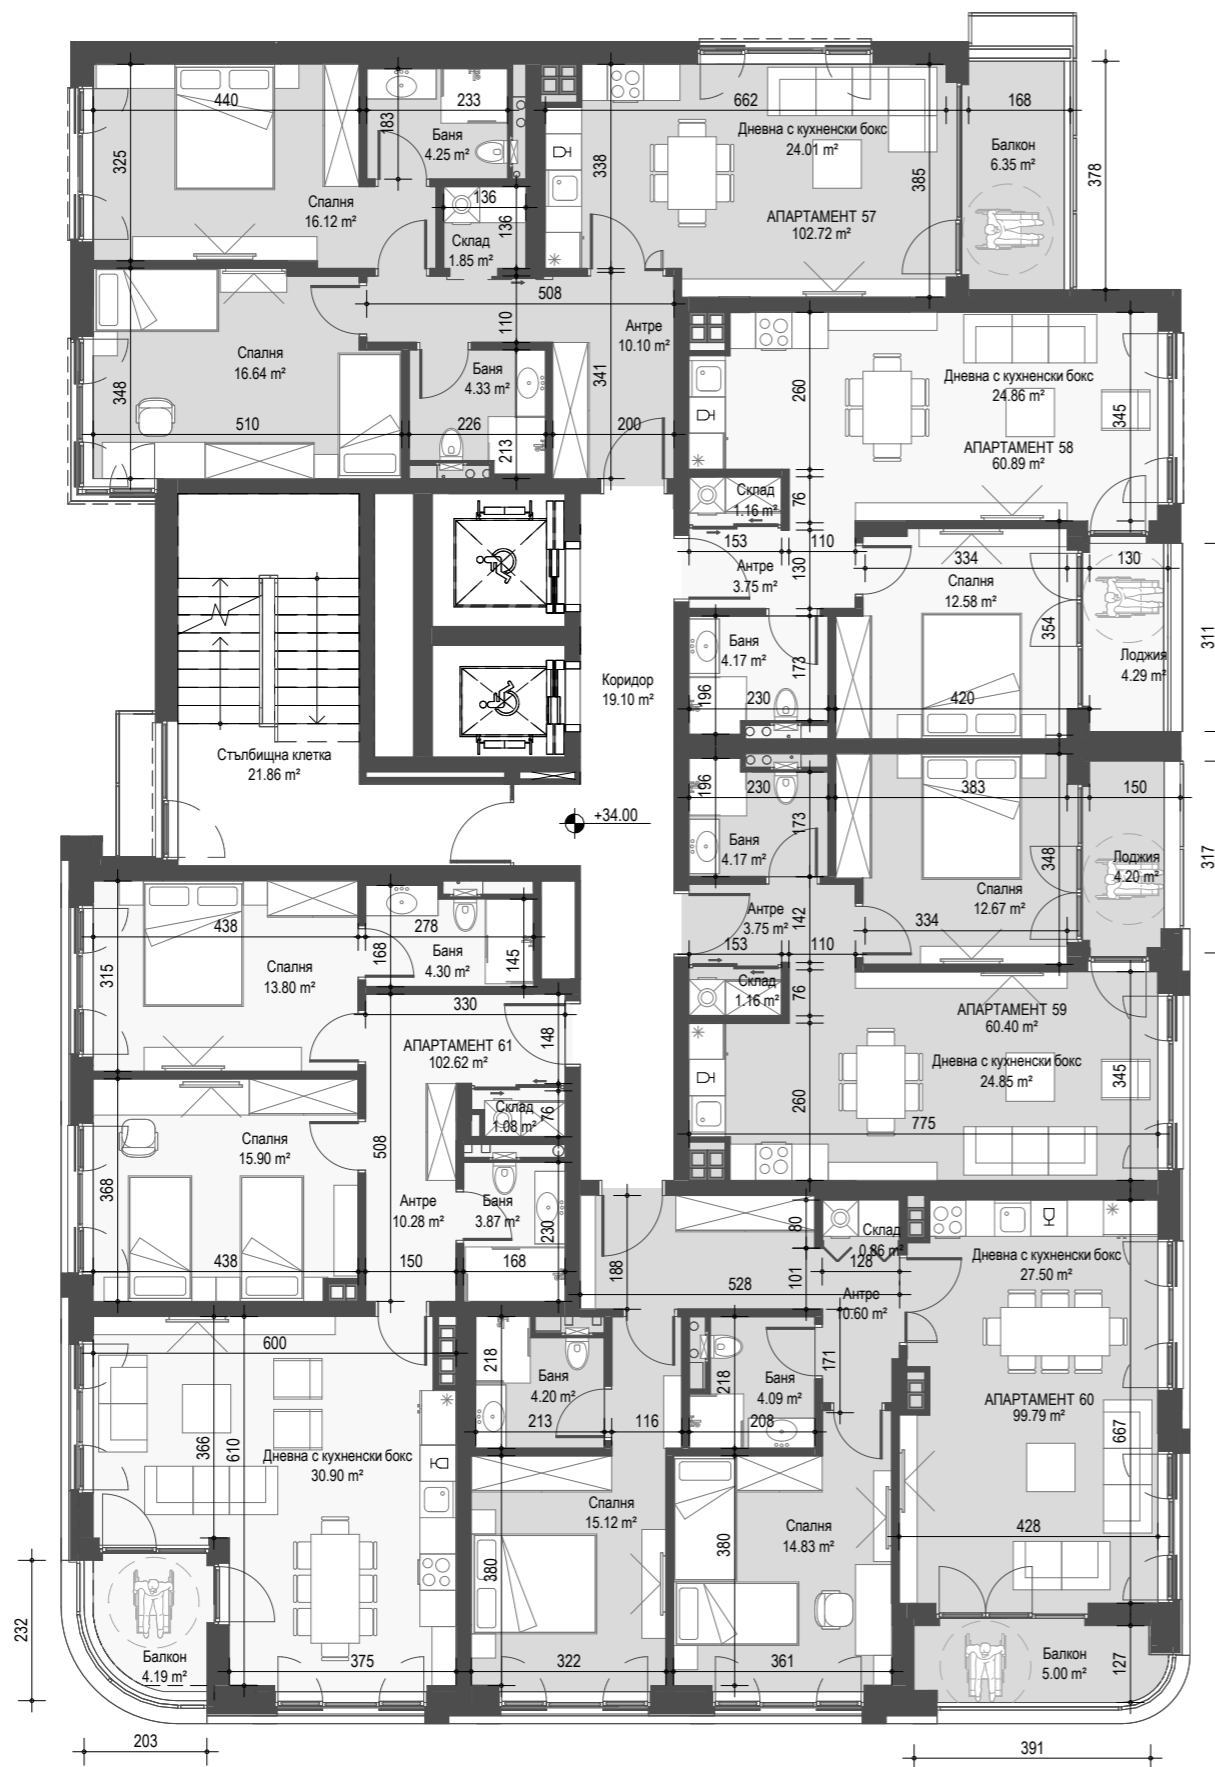 440
233
183
325
Баня
4.25 m²
Спалня
16.12 m²
136
136
Склад
1.85 m²
662
338
385
Дневна с кухненски бокс
24.01 m²
АПАРТАМЕНТ 57
102.72 m²
168
Балкон
6.35 m²
378
508
110
Антре
10.10 m²
341
200
Спалня
16.64 m²
348
510
Баня
4.33 m²
226
213
260
Дневна с кухненски бокс
24.86 m²
345
АПАРТАМЕНТ 58
60.89 m²
Склад
1.16 m²
76
153
110
Антре
3.75 m²
130
334
Спалня
12.58 m²
354
130
311
Лоджия
4.29 m²
Баня
4.17 m²
173
196
230
420
Коридор
19.10 m²
Стълбищна клетка
21.86 m²
+34.00
196
230
173
Баня
4.17 m²
383
348
Спалня
12.67 m²
334
150
317
Лоджия
4.20 m²
Антре
3.75 m²
142
153
110
Склад
1.16 m²
76
АПАРТАМЕНТ 59
60.40 m²
Дневна с кухненски бокс
24.85 m²
345
260
775
438
315
Спалня
13.80 m²
278
168
Баня
4.30 m²
145
330
148
АПАРТАМЕНТ 61
102.62 m²
Склад
1.08 m²
76
508
Спалня
15.90 m²
368
438
Антре
10.28 m²
150
Баня
3.87 m²
230
168
188
528
80
101
Склад
0.86 m²
128
Антре
10.60 m²
171
Дневна с кухненски бокс
27.50 m²
АПАРТАМЕНТ 60
99.79 m²
667
428
600
366
610
Дневна с кухненски бокс
30.90 m²
218
Баня
4.20 m²
213
116
218
Баня
4.09 m²
208
Спалня
15.12 m²
380
322
Спалня
14.83 m²
380
361
375
Балкон
4.19 m²
232
203
Балкон
5.00 m²
127
391